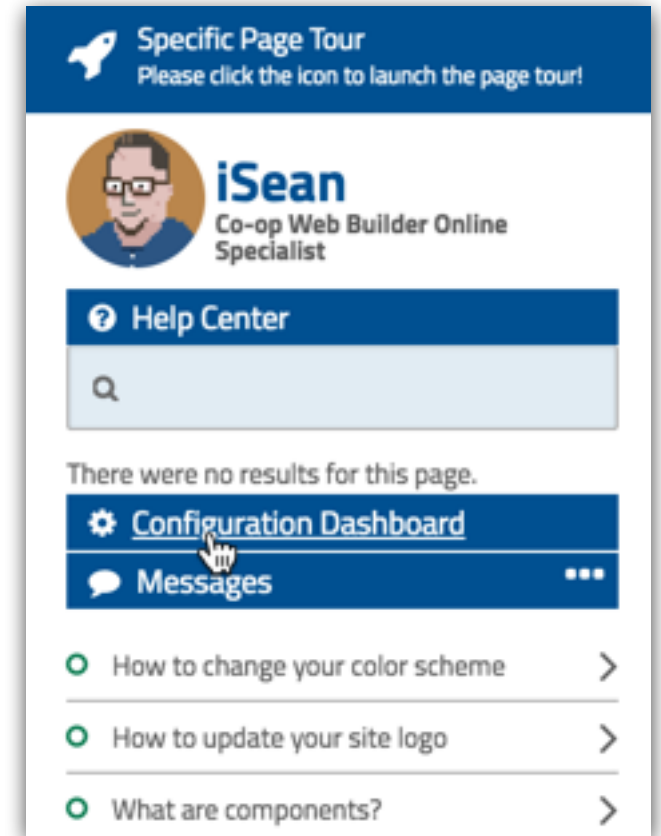 Specific Page Tour
Please click the icon to launch the page tour!
iSean
Co-op Web Builder Online
Specialist
Help Center
There were no results for this page.
Configuration Dashboard
Messages
How to change your color scheme
How to update your site logo
What are components?